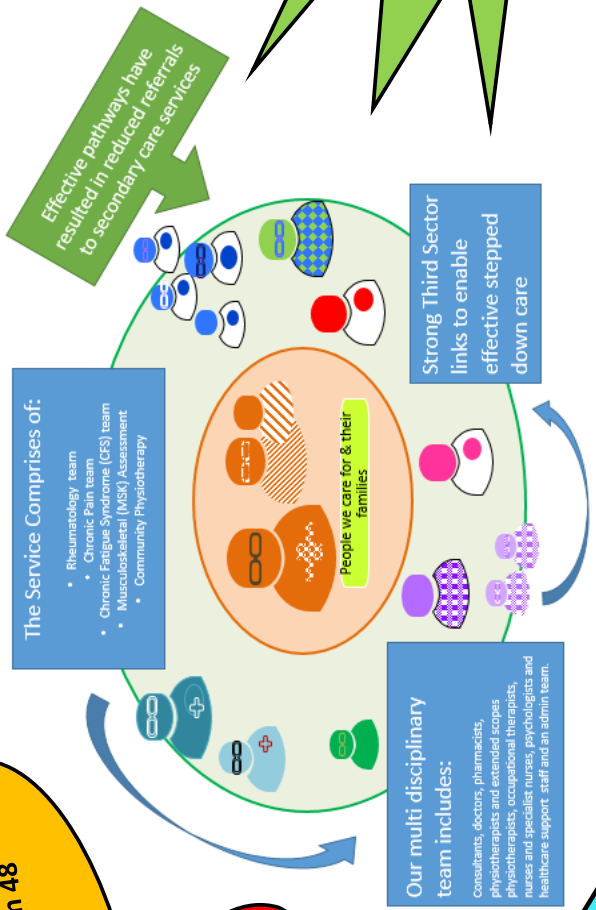 The Service Comprises of:
• Rheumatology team
• Chronic Pain team
• Chronic Fatigue Syndrome (CFS) team
• Musculoskeletal (MSK) Assessment
• Community Physiotherapy
Effective pathways have
resulted in reduced referrals
to secondary care services
People we care for & their
families
Our multi disciplinary
team includes:
Consultants, doctors, pharmacists,
physiotherapists and extended scopes
physiotherapists, occupational therapists,
nurses and specialist nurses, psychologists and
healthcare support staff and an admin team.
Strong Third Sector
links to enable
effective stepped
down care
48